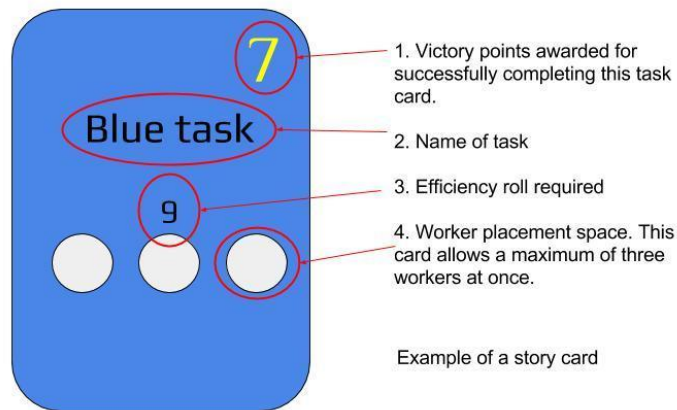 7
Blue task
9
1. Victory points awarded for
successfully completing this task
card.
2. Name of task
3. Efficiency roll required
4. Worker placement space. This
card allows a maximum of three
workers at once.
Example of a story card